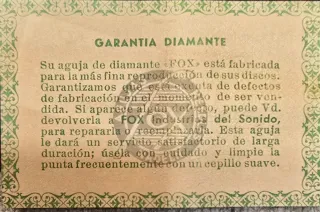 GARANTIA DIAMANTE
Su aguja de diamante «FOX» está fabricada
para la más fina reproducción de sus discos.
Garantizamos que está exenta de defectos
de fabricación en el momento de ser ven-
dida. Si aparece algún defecto, puede Vd.
devolverla a FOX Industrias del Sonido,
para repararla o reemplazarla. Esta aguja
le dará un servicio satisfactorio de larga
duración; úsela con cuidado y limpie la
punta frecuentemente con un cepillo suave.